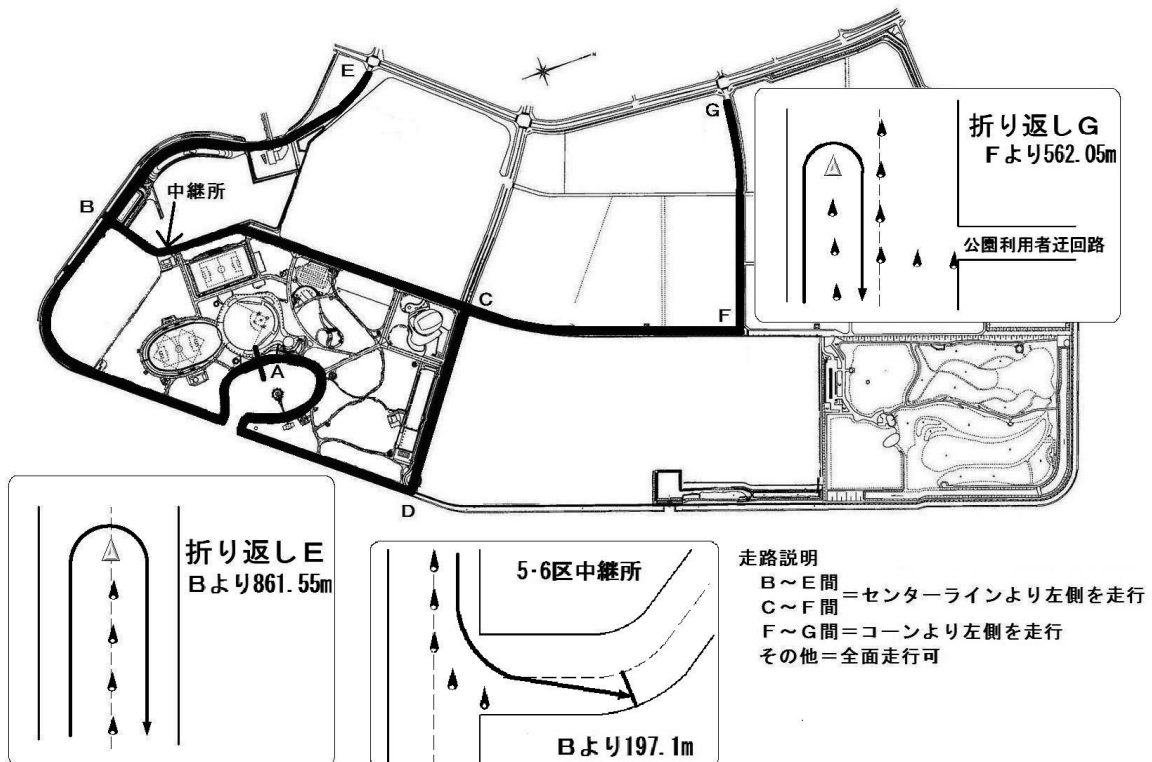 E
N
G
折り返しG
Fより562.05m
公園利用者迂回路
中継所
B
C
F
A
D
折り返しE
Bより861.55m
5・6区中継所
Bより197.1m
走路説明
B～E間
C～F間
=センターラインより左側を走行
F～G間=コーンより左側を走行
その他=全面走行可